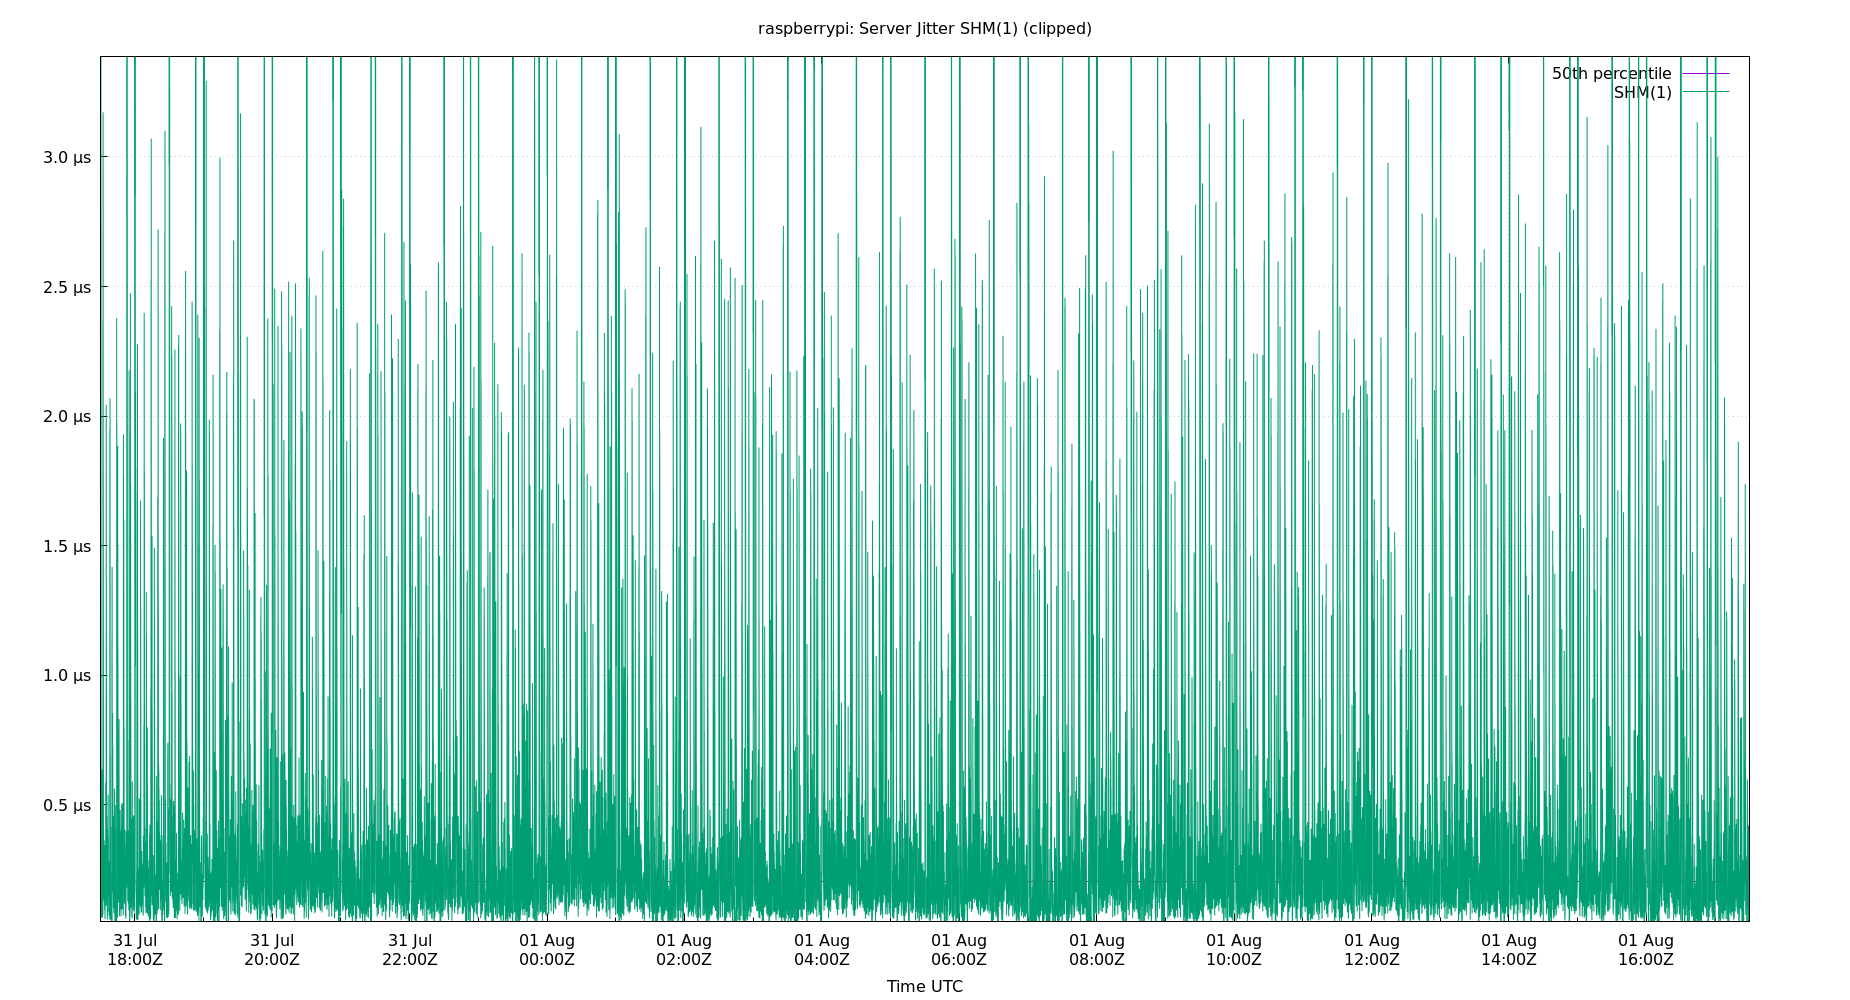 raspberrypi: Server Jitter SHM(1) (clipped)
50th percentile
SHM(1)
3.0 µs
2.5 µs
2.0 µs
1.5 µs
1.0 µs
0.5 µs
31 Jul 31 Jul 31 Jul 01 Aug 01 Aug 01 Aug 01 Aug 01 Aug 01 Aug 01 Aug 01 Aug 01 Aug
18:00Z 20:00Z 22:00Z 00:00Z 02:00Z 04:00Z 06:00Z 08:00Z 10:00Z 12:00Z 14:00Z 16:00Z
Time UTC